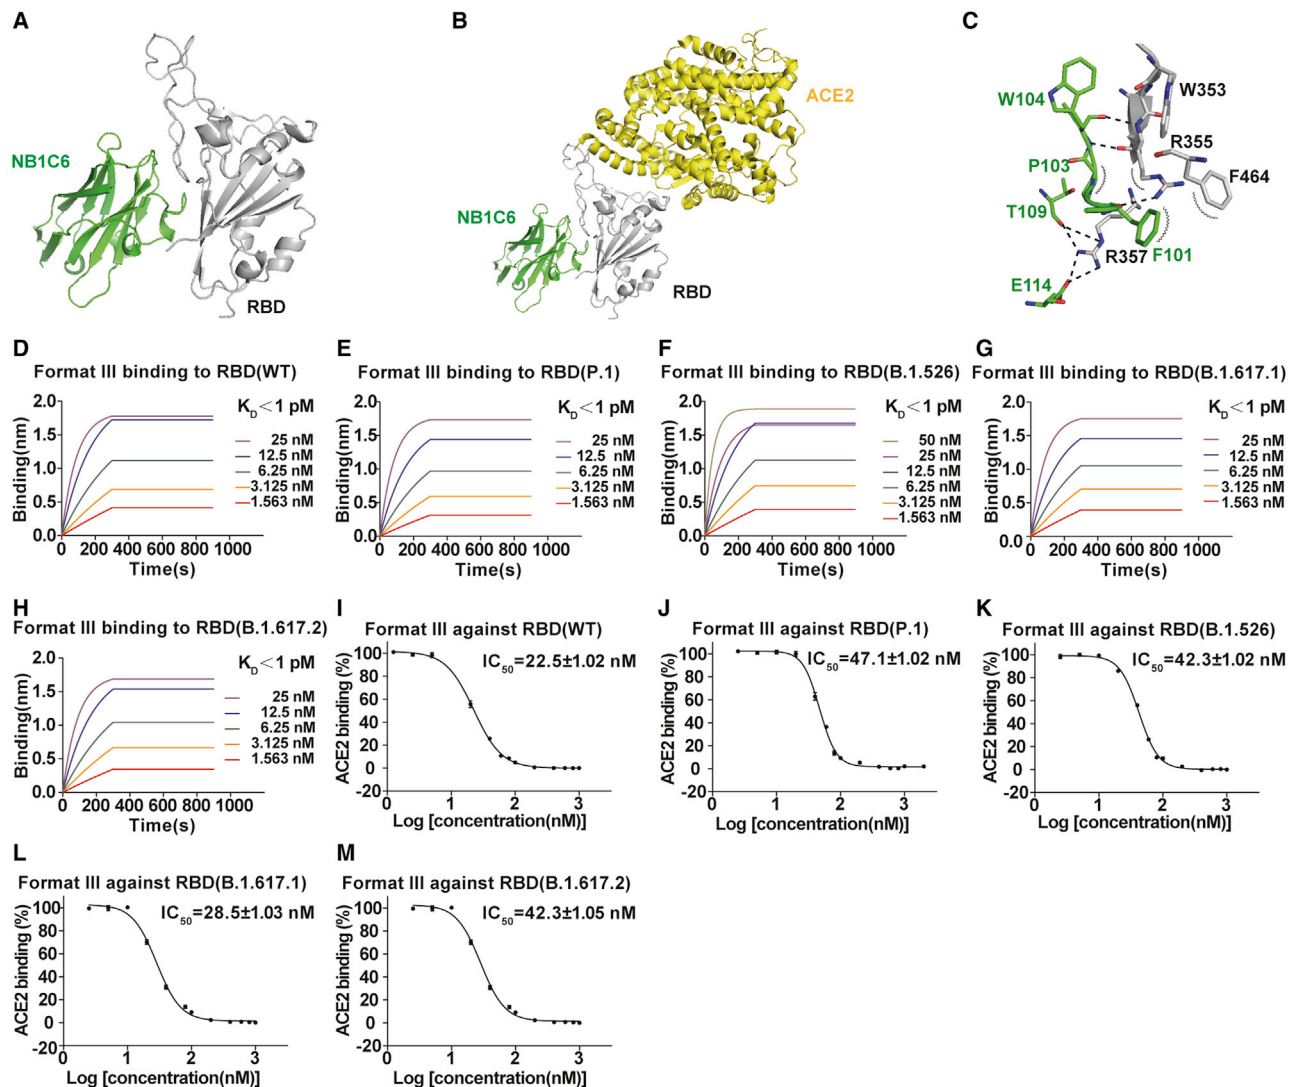 A
B
C
NB1C6
RBD
ACE2
NB1C6
RBD
W104
W353
R355
P103
F464
T109
R357
F101
E114
D
Format III binding to RBD(WT)
K_D<1 pM
Binding(nm)
2.0
1.5
1.0
0.5
0.0
25 nM
12.5 nM
6.25 nM
3.125 nM
1.563 nM
0 200 400 600 800 1000
Time(s)
E
Format III binding to RBD(P.1)
K_D<1 pM
Binding(nm)
2.0
1.5
1.0
0.5
0.0
25 nM
12.5 nM
6.25 nM
3.125 nM
1.563 nM
0 200 400 600 800 1000
Time(s)
F
Format III binding to RBD(B.1.526)
K_D<1 pM
Binding(nm)
2.0
1.5
1.0
0.5
0.0
50 nM
25 nM
12.5 nM
6.25 nM
3.125 nM
1.563 nM
0 200 400 600 800 1000
Time(s)
G
Format III binding to RBD(B.1.617.1)
K_D<1 pM
Binding(nm)
2.0
1.5
1.0
0.5
0.0
25 nM
12.5 nM
6.25 nM
3.125 nM
1.563 nM
0 200 400 600 800 1000
Time(s)
H
Format III binding to RBD(B.1.617.2)
K_D<1 pM
Binding(nm)
2.0
1.5
1.0
0.5
0.0
25 nM
12.5 nM
6.25 nM
3.125 nM
1.563 nM
0 200 400 600 800 1000
Time(s)
I
Format III against RBD(WT)
IC50=22.5±1.02 nM
ACE2 binding (%)
100
80
60
40
20
0
-20
0 1 2 3
Log [concentration(nM)]
J
Format III against RBD(P.1)
IC50=47.1±1.02 nM
ACE2 binding (%)
100
80
60
40
20
0
-20
0 1 2 3
Log [concentration(nM)]
K
Format III against RBD(B.1.526)
IC50=42.3±1.02 nM
ACE2 binding (%)
100
80
60
40
20
0
-20
0 1 2 3
Log [concentration(nM)]
L
Format III against RBD(B.1.617.1)
IC50=28.5±1.03 nM
ACE2 binding (%)
100
80
60
40
20
0
-20
0 1 2 3
Log [concentration(nM)]
M
Format III against RBD(B.1.617.2)
IC50=42.3±1.05 nM
ACE2 binding (%)
100
80
60
40
20
0
-20
0 1 2 3
Log [concentration(nM)]